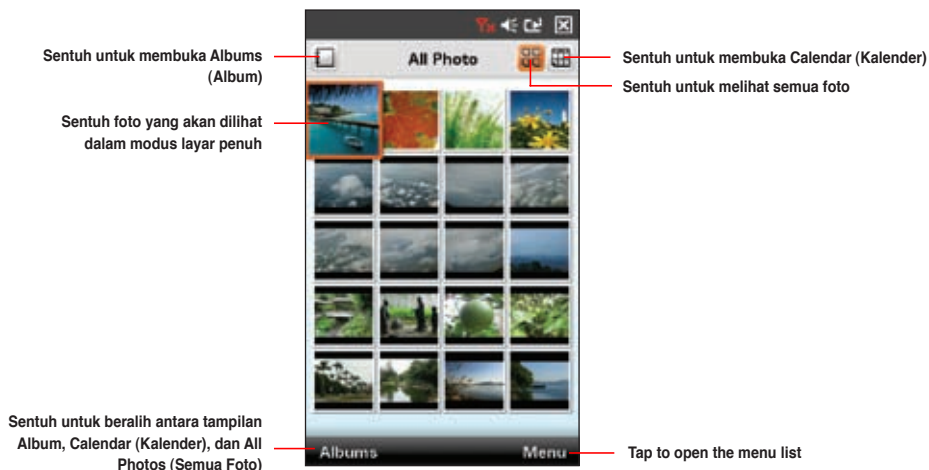 Sentuh untuk membuka Albums
(Album)
Sentuh foto yang akan dilihat
dalam modus layar penuh
Sentuh untuk beralih antara tampilan
Album, Calendar (Kalender), dan All
Photos (Semua Foto)
All Photo
Albums
Menu
Sentuh untuk membuka Calendar (Kalender)
Sentuh untuk melihat semua foto
Tap to open the menu list